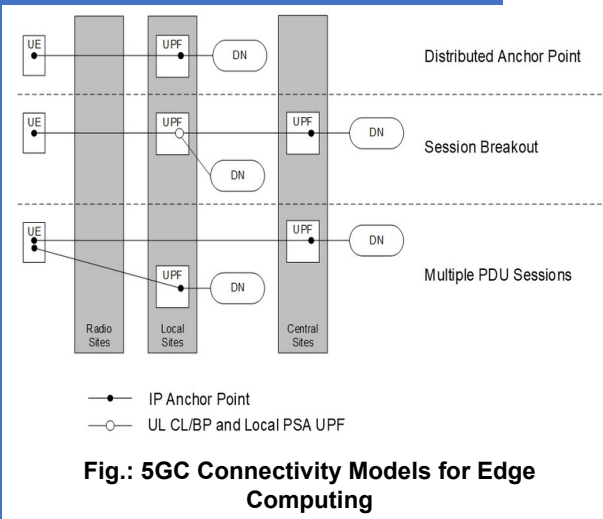 UE
UPF
DN
Distributed Anchor Point
UE
UPF
UPF
DN
Session Breakout
DN
UE
UPF
DN
Multiple PDU Sessions
UPF
DN
Radio
Sites
Local
Sites
Central
Sites
IP Anchor Point
UL CL/BP and Local PSA UPF
Fig.: 5GC Connectivity Models for Edge
Computing